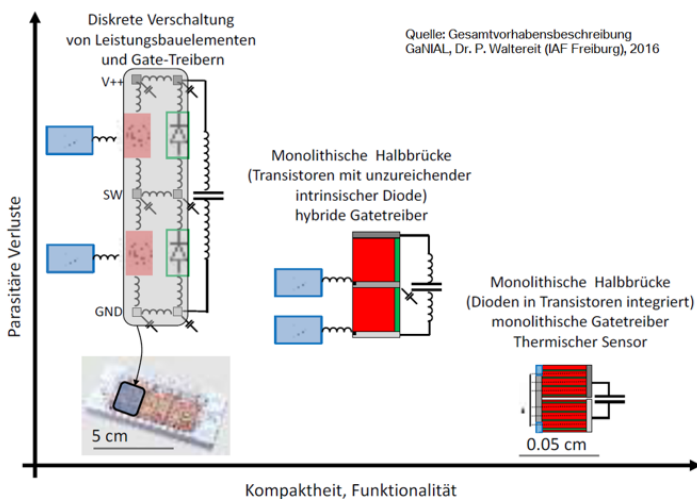 Diskrete Verschaltung
von Leistungsbauelementen
und Gate-Treibern
Quelle: Gesamtvorhabensbeschreibung
GaNIAL, Dr. P. Waltereit (IAF Freiburg), 2016
V++
SW
GND
5 cm
Monolithische Halbbrücke
(Transistoren mit unzureichender
intrinsischer Diode)
hybride Gatetreiber
Monolithische Halbbrücke
(Dioden in Transistoren integriert)
monolithische Gatetreiber
Thermischer Sensor
0.05 cm
Parasitäre Verluste
Kompaktheit, Funktionalität